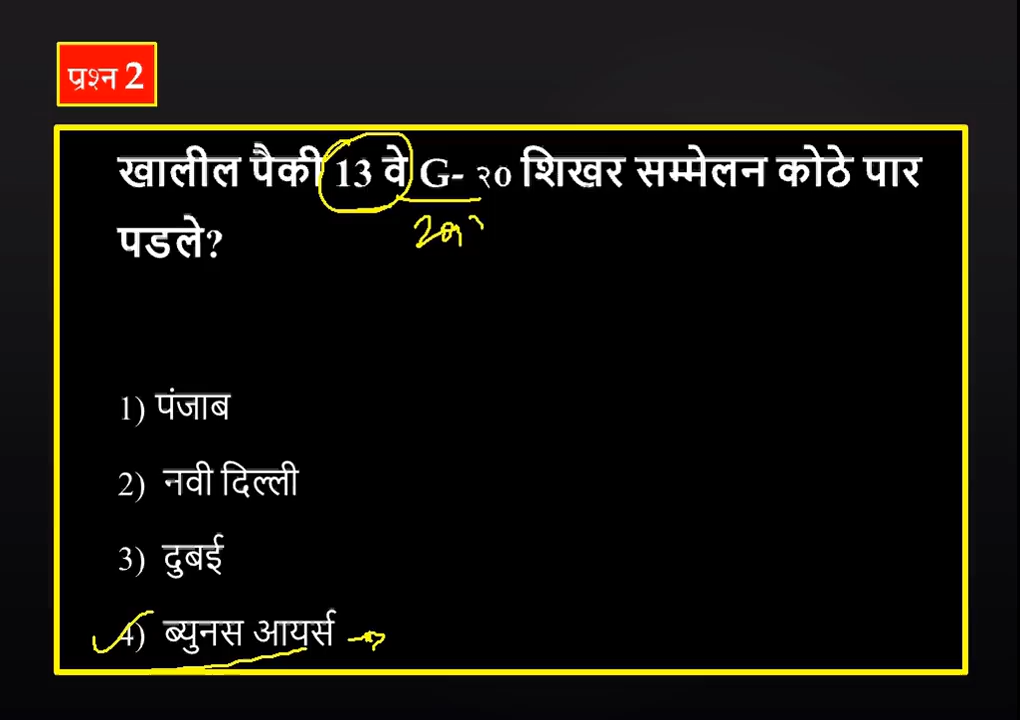 प्रश्न 2
खालील पैकी 13 वे G- २० शिखर सम्मेलन कोठे पार
पडले?
1) पंजाब
2) नवी दिल्ली
3) दुबई
4) ब्युनस आयर्स